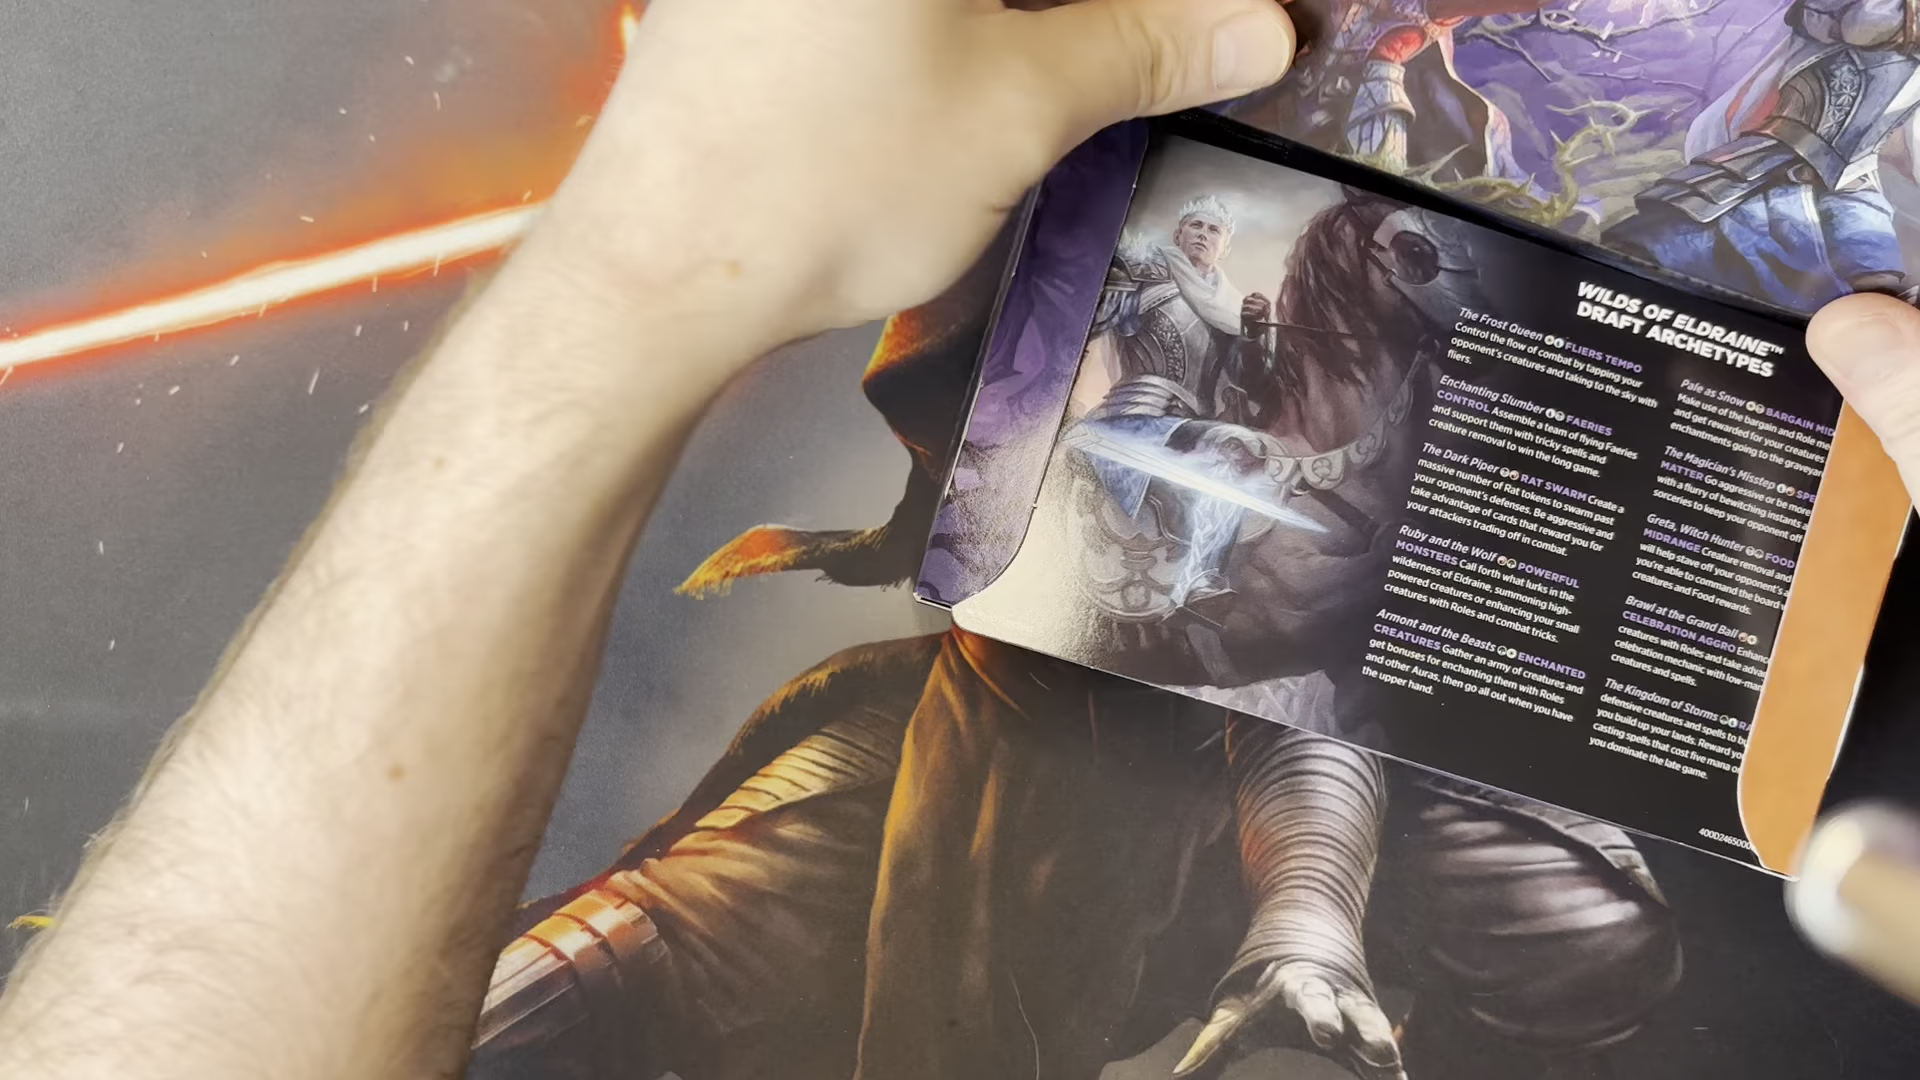 WILDS OF ELDRAINE™
DRAFT ARCHETYPES
The Frost Queen FLIERS TEMPO
Control the flow of combat by tapping your
opponent's creatures and taking to the sky with
fliers.
Enchanting Slumber FAERIES
CONTROL Assemble a team of flying Faeries
and support them with tricky spells and
creature removal to win the long game.
The Dark Piper RAT SWARM Create a
massive number of Rat tokens to swarm past
your opponent's defenses. Be aggressive and
take advantage of cards that reward you for
your attackers trading off in combat.
Ruby and the Wolf POWERFUL
MONSTERS Call forth what lurks in the
wilderness of Eldraine, summoning high-
powered creatures or enhancing your small
creatures with Roles and combat tricks.
Armont and the Beasts ENCHANTED
CREATURES Gather an army of creatures and
get bonuses for enchanting them with Roles
and other Auras, then go all out when you have
the upper hand.
Pale as Snow BARGAIN MID
Make use of the bargain and Role
and get rewarded for your creatures
enchantments going to the
The Magician's Misstep SPE
MATTER Go aggressive or be more
with a flurry of bewitching instants
sorceries to keep your opponent off
Greta, Witch Hunter FOOD
MIDRANGE Creature removal and
will help stave off your opponent's
you're able to command the board
creatures and Food rewards.
Brawl at the Grand Ball
CELEBRATION AGGRO
creatures with Roles and take
celebration mechanic with
creatures and spells.
The Kingdom of Storms
defensive creatures and spells to
you build up your lands. Reward
casting spells that cost five mana
you dominate the late game.
400D2465000